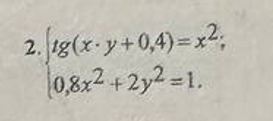 2. { tg(x·y+0,4)=x²;
0,8x²+2y²=1.